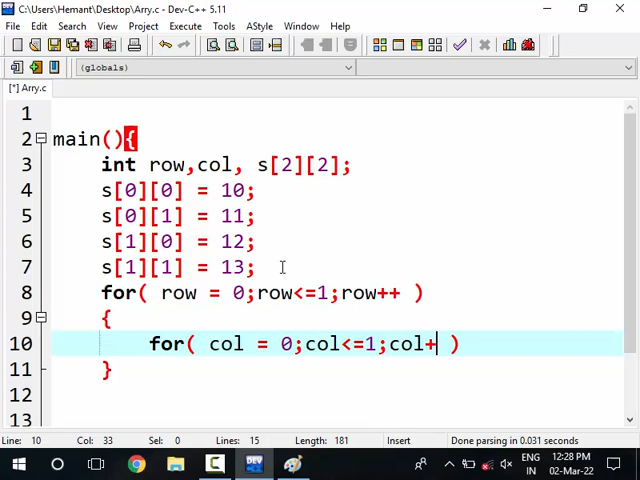 C:\Users\Hemant\Desktop\Arry.c - Dev-C++ 5.11
File Edit Search View Project Execute Tools AStyle Window Help
(globals)
[*] Arry.c
1
2 main(){
3 int row,col, s[2][2];
4 s[0][0] = 10;
5 s[0][1] = 11;
6 s[1][0] = 12;
7 s[1][1] = 13;
8 for( row = 0;row<=1;row++ )
9 {
10 for( col = 0;col<=1;col+ )
11 }
12
13
Line: 10 Col: 33 Sel: 0 Lines: 15 Length: 181 Insert Done parsing in 0.031 seconds
ENG 12:28 PM
IN 02-Mar-22